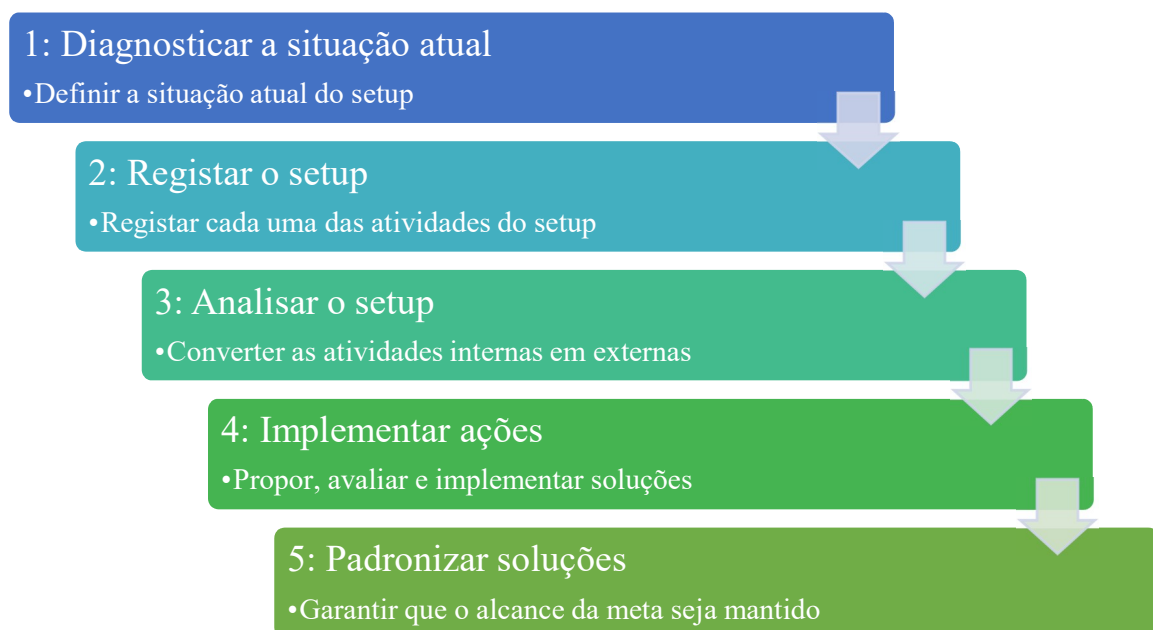 1: Diagnosticar a situação atual
•Definir a situação atual do setup
2: Registar o setup
•Registar cada uma das atividades do setup
3: Analisar o setup
•Converter as atividades internas em externas
4: Implementar ações
•Propor, avaliar e implementar soluções
5: Padronizar soluções
•Garantir que o alcance da meta seja mantido